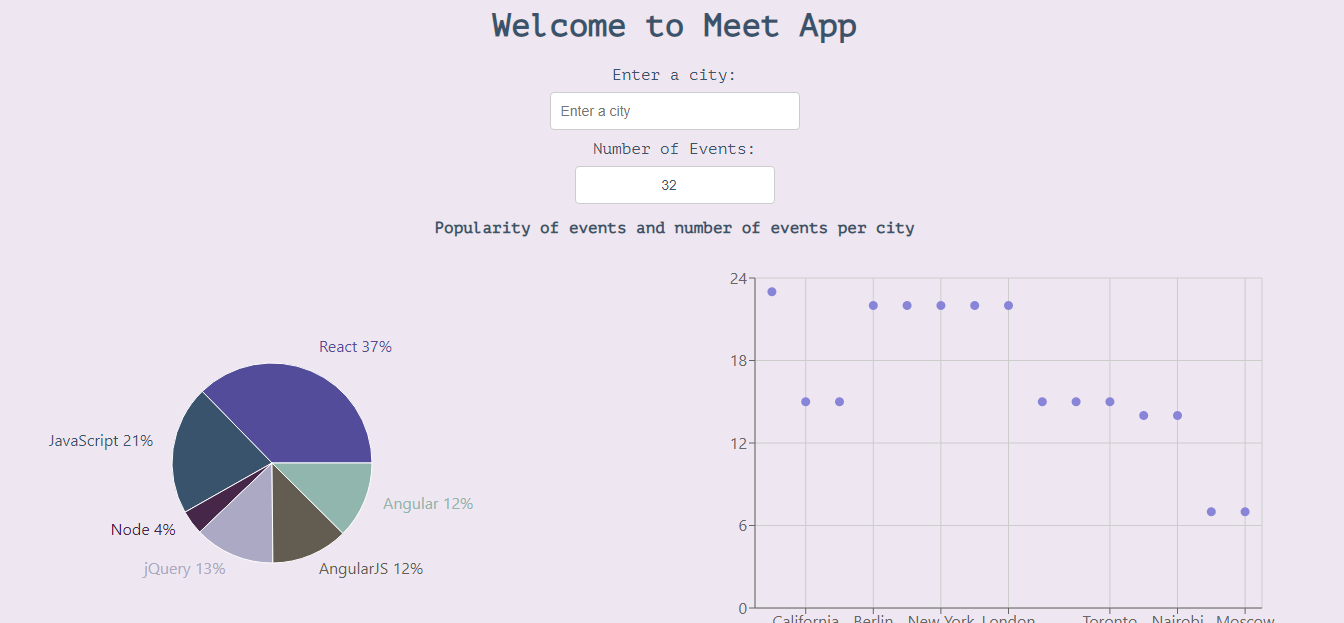 Welcome to Meet App
Enter a city:
Enter a city
Number of Events:
32
Popularity of events and number of events per city
React 37%
JavaScript 21%
Node 4%
jQuery 13%
AngularJS 12%
Angular 12%
24
18
12
6
0
California Berlin New York London Toronto Nairobi Moscow